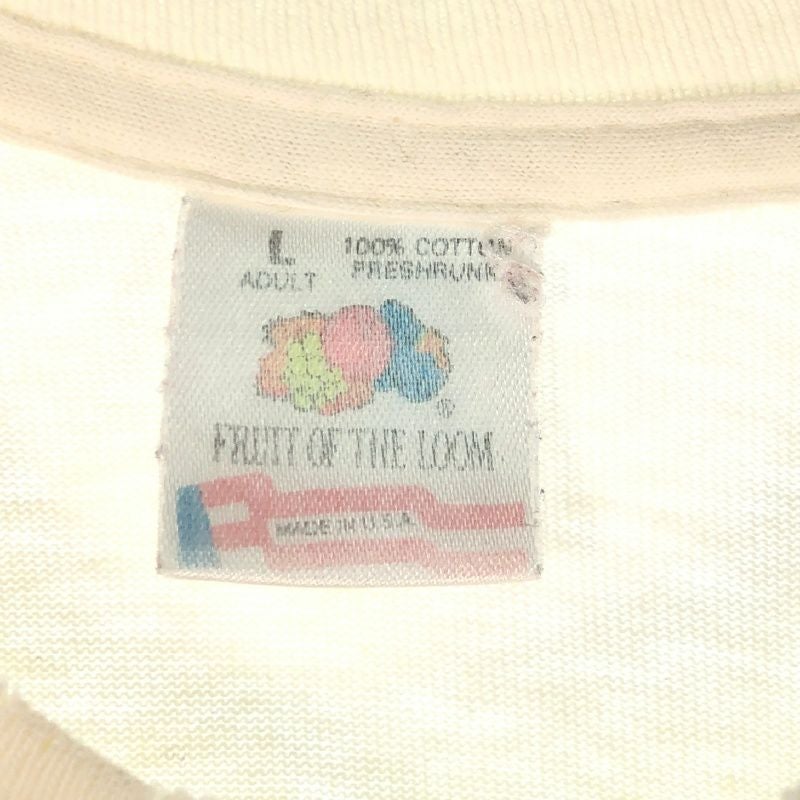 L 100% COTTON
ADULT PRESHRUNK
®
FRUIT OF THE LOOM
MADE IN U.S.A.